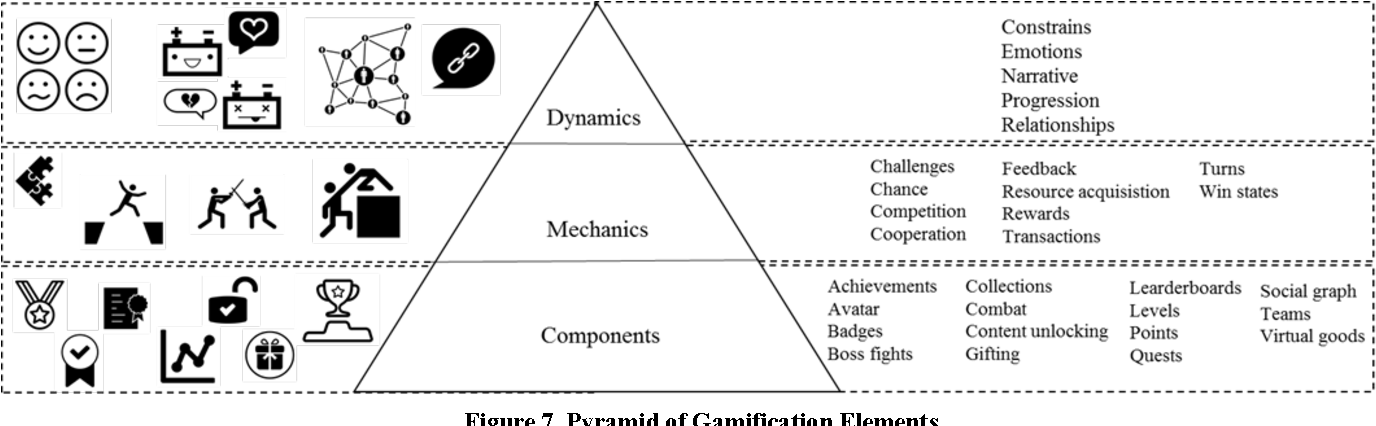 Dynamics
Constrains
Emotions
Narrative
Progression
Relationships
Mechanics
Challenges
Chance
Competition
Cooperation
Feedback
Resource acquisistion
Rewards
Transactions
Turns
Win states
Components
Achievements
Avatar
Badges
Boss fights
Collections
Combat
Content unlocking
Gifting
Learderboards
Levels
Points
Quests
Social graph
Teams
Virtual goods
Figure 7. Pyramid of Gamification Elements